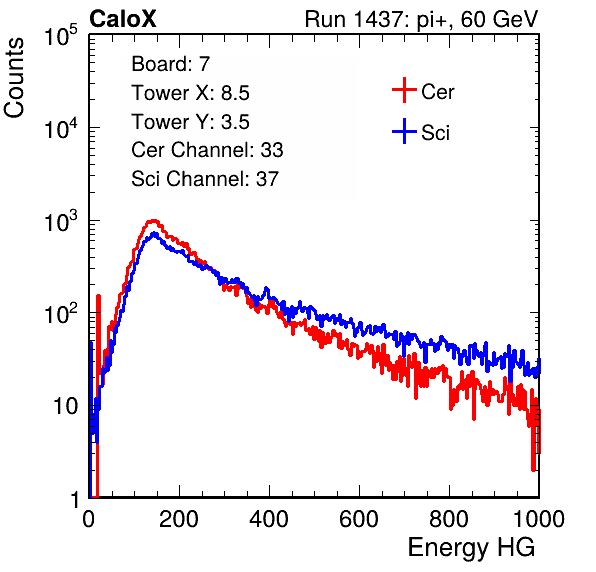 CaloX Run 1437: pi+, 60 GeV
Counts
10^5
10^4
10^3
10^2
10
1
Board: 7
Tower X: 8.5
Tower Y: 3.5
Cer Channel: 33
Sci Channel: 37
Cer
Sci
0 200 400 600 800 1000
Energy HG